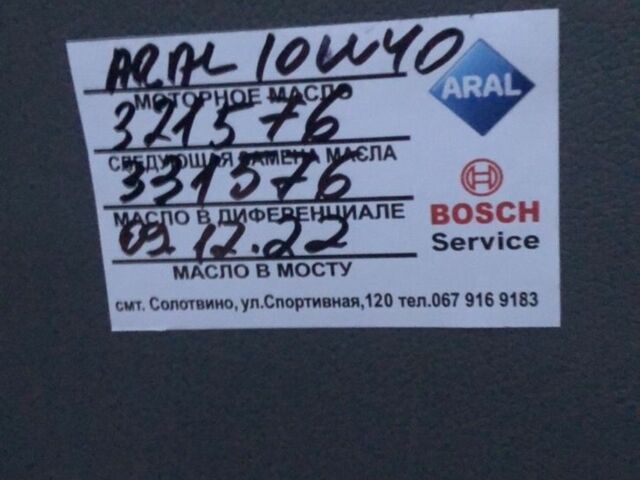 ARAL 10W40
МОТОРНОЕ МАСЛО
ARAL
321576
СЛЕДУЮЩАЯ ЗАМЕНА МАСЛА
331576
МАСЛО В ДИФЕРЕНЦИАЛЕ
BOSCH
Service
09.12.22
МАСЛО В МОСТУ
смт. Солотвино, ул.Спортивная,120 тел.067 916 9183